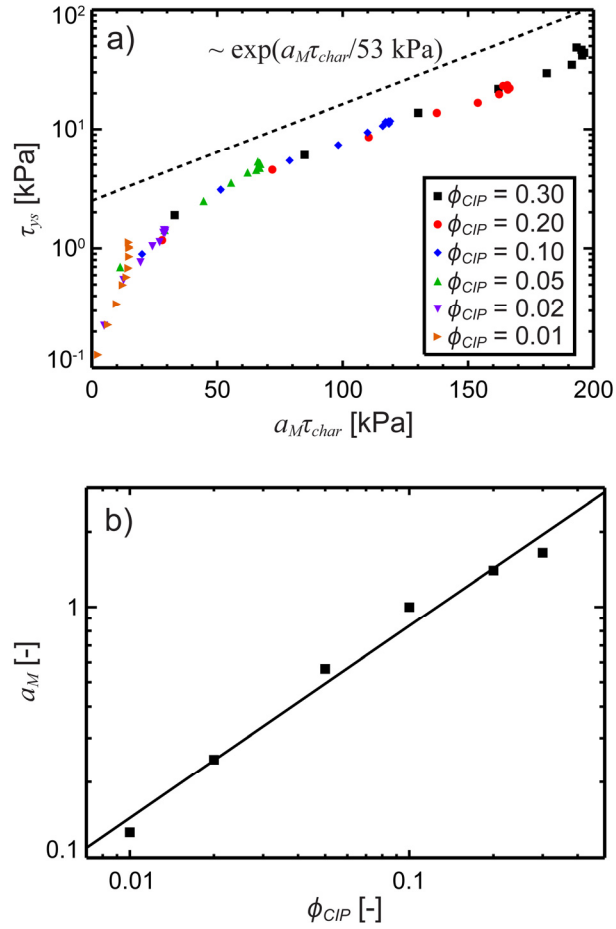 a)
~ exp(a_Mτ_char/53 kPa)
10²
10¹
10⁰
10⁻¹
τ_ys [kPa]
ϕ_CIP = 0.30
ϕ_CIP = 0.20
ϕ_CIP = 0.10
ϕ_CIP = 0.05
ϕ_CIP = 0.02
ϕ_CIP = 0.01
0 50 100 150 200
a_Mτ_char [kPa]
b)
1
0.1
a_M [-]
0.01 0.1
ϕ_CIP [-]